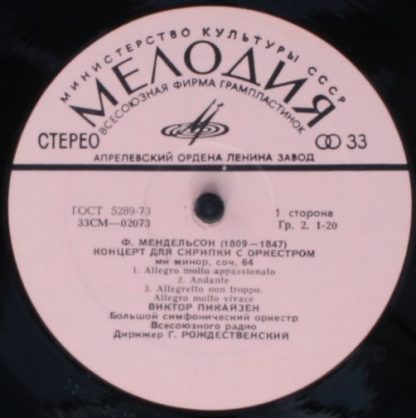 МИНИСТЕРСТВО КУЛЬТУРЫ СССР
МЕЛОДИЯ
ВСЕСОЮЗНАЯ ФИРМА ГРАМПЛАСТИНОК
СТЕРЕО 33
АПРЕЛЕВСКИЙ ОРДЕНА ЛЕНИНА ЗАВОД
ГОСТ 5289-73 1 сторона
33СМ—02073 Гр. 2, 1-20
Ф. МЕНДЕЛЬСОН (1809—1847)
КОНЦЕРТ ДЛЯ СКРИПКИ С ОРКЕСТРОМ
ми минор, соч. 64
1. Allegro molto appassionato
2. Andante
3. Allegretto non troppo.
Allegro molto vivace
ВИКТОР ПИКАЙЗЕН
Большой симфонический оркестр
Всесоюзного радио
Дирижер Г. РОЖДЕСТВЕНСКИЙ